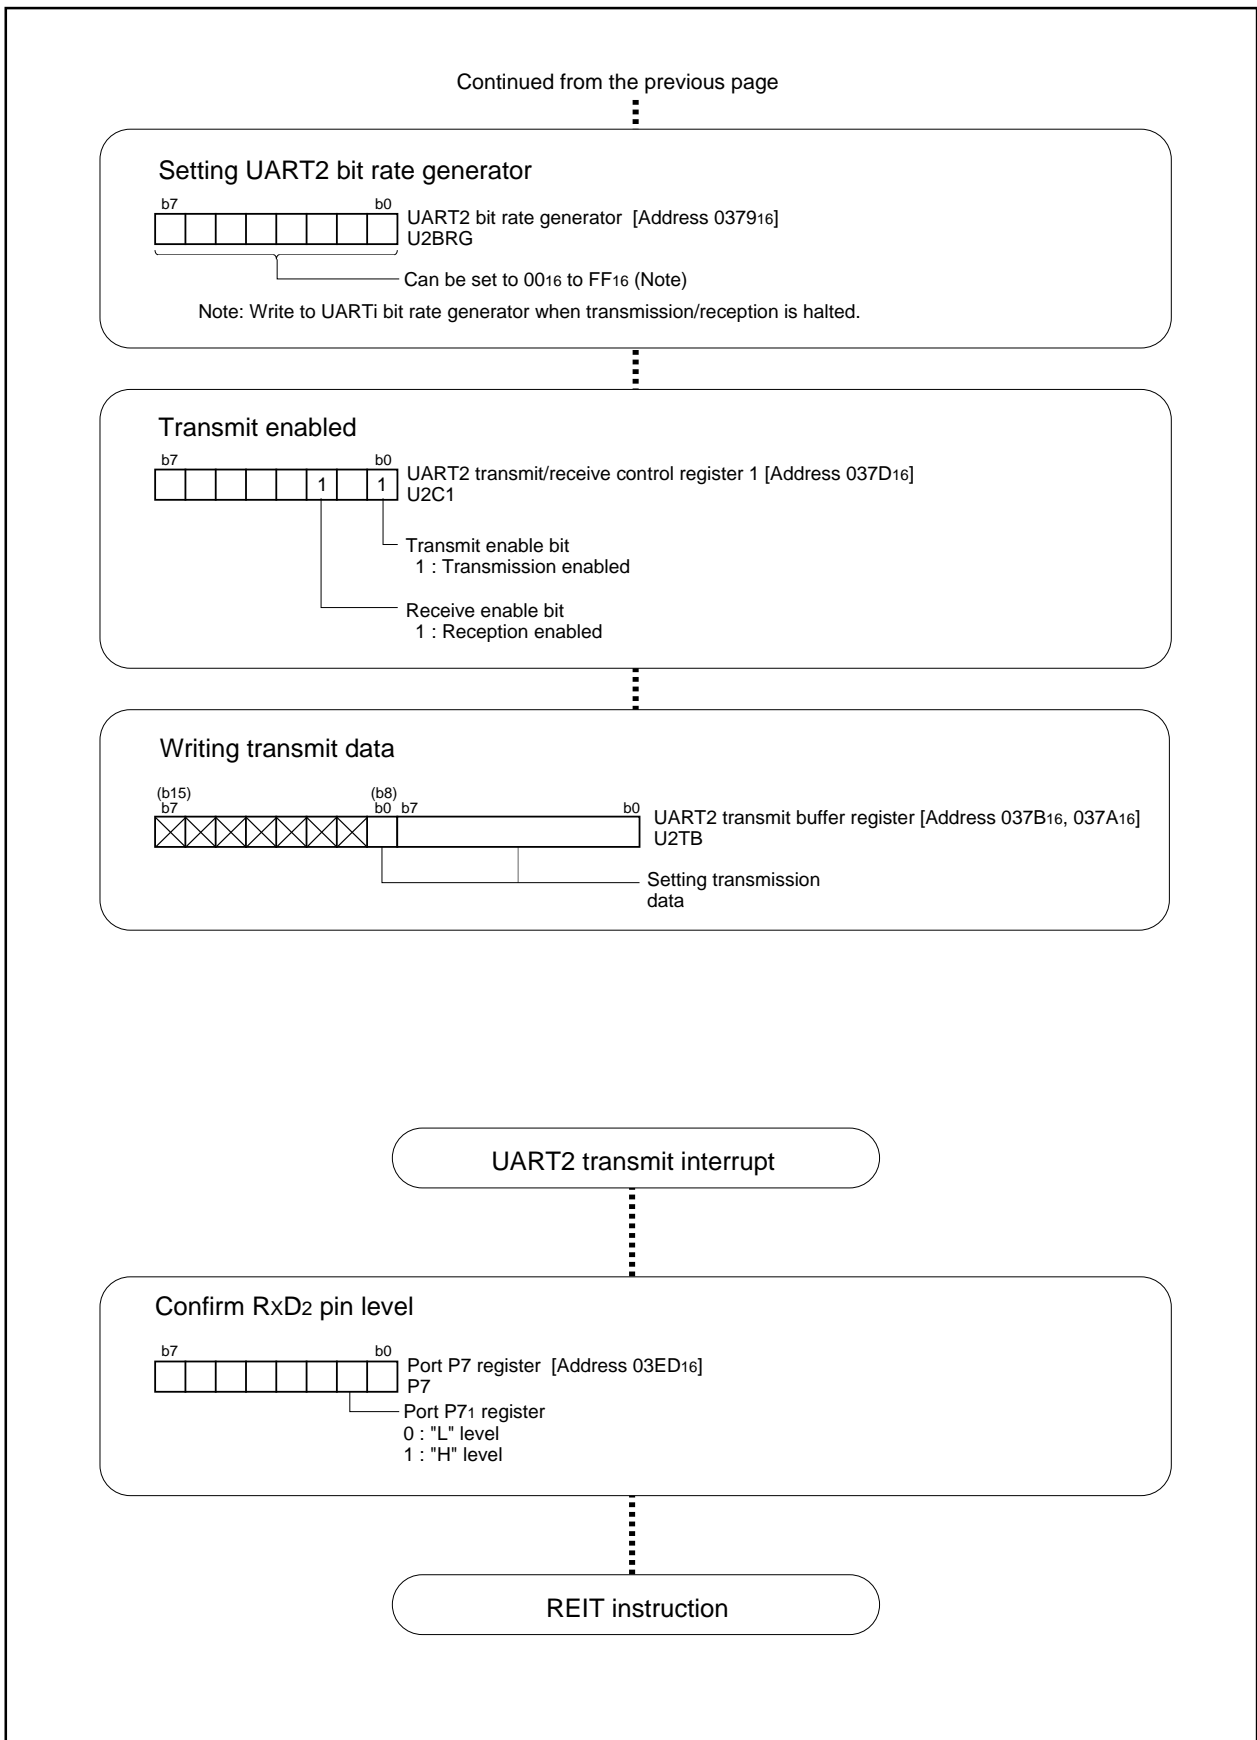 Continued from the previous page
Setting UART2 bit rate generator
b7 b0
UART2 bit rate generator [Address 037916]
U2BRG
Can be set to 0016 to FF16 (Note)
Note: Write to UARTi bit rate generator when transmission/reception is halted.
Transmit enabled
b7 b0
UART2 transmit/receive control register 1 [Address 037D16]
1 1
U2C1
Transmit enable bit
1 : Transmission enabled
Receive enable bit
1 : Reception enabled
Writing transmit data
(b15) (b8)
b7 b0 b7 b0
UART2 transmit buffer register [Address 037B16, 037A16]
U2TB
Setting transmission
data
UART2 transmit interrupt
Confirm RxD2 pin level
b7 b0
Port P7 register [Address 03ED16]
P7
Port P71 register
0 : "L" level
1 : "H" level
REIT instruction